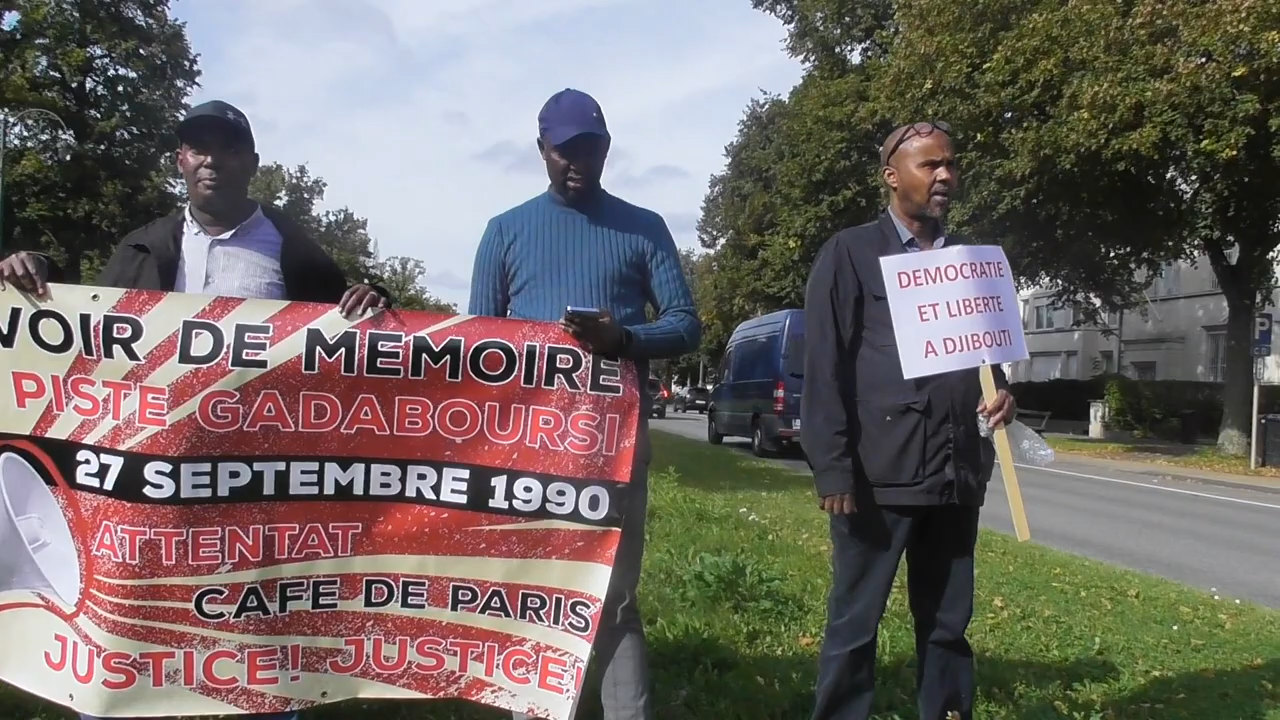 VOIR DE MEMOIRE
PISTE GADABOURSI
27 SEPTEMBRE 1990
ATTENTAT
CAFE DE PARIS
JUSTICE! JUSTICE!
DEMOCRATIE
ET LIBERTE
A DJIBOUTI
P